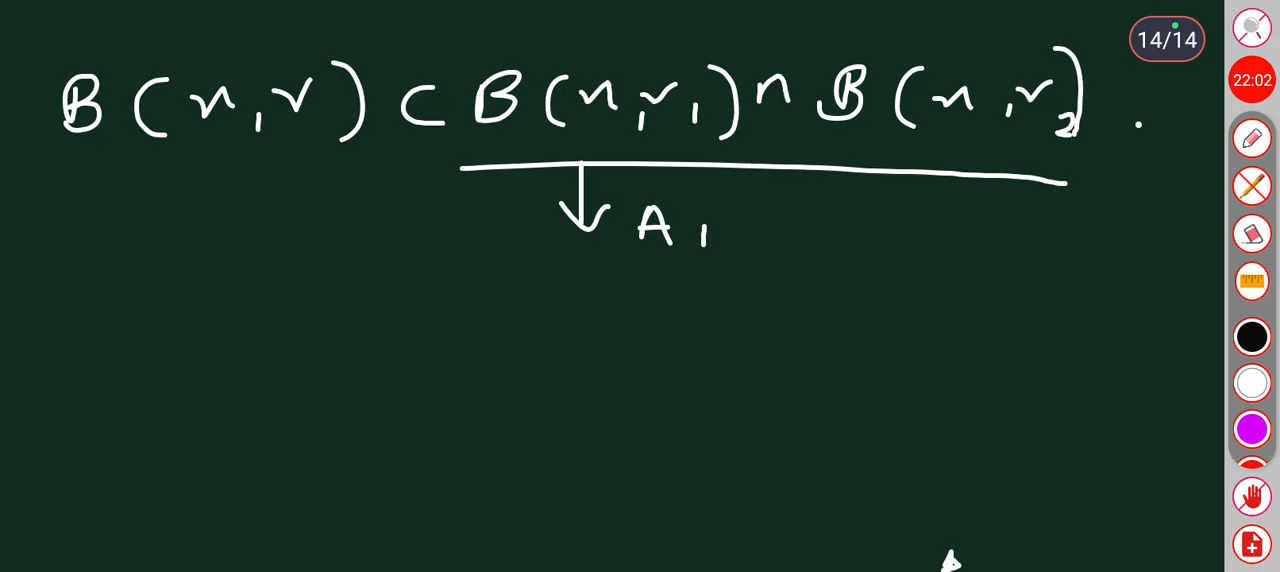 14/14
22:02
B(x,r) ⊂ B(x,r₁) ∩ B(x,r₂).
↓ A₁